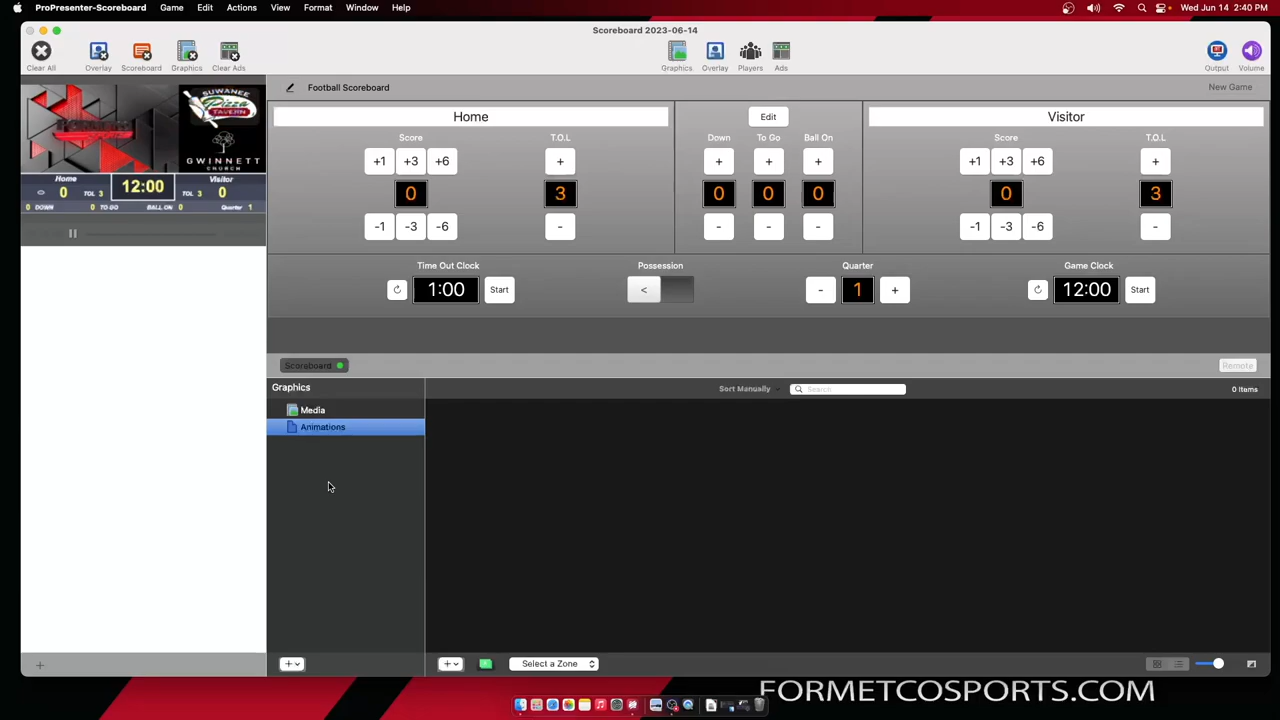 ProPresenter-Scoreboard Game Edit Actions View Format Window Help Wed Jun 14 2:40 PM
Scoreboard 2023-06-14
Clear All Overlay Scoreboard Graphics Clear Ads Graphics Overlay Players Ads Output Volume
Football Scoreboard New Game
SUWANEE
Pizza
TAVERN
GWINNETT
CHURCH
Home 0 TOL 3 12:00 TOL 3 Visitor 0
0 DOWN 0 TO GO BALL ON 0 Quarter 1
Home Edit Visitor
Score T.O.L Down To Go Ball On Score T.O.L
+1 +3 +6 + + + + +1 +3 +6 +
0 3 0 0 0 0 3
-1 -3 -6 - - - - -1 -3 -6 -
Time Out Clock Possession Quarter Game Clock
1:00 Start < - 1 + 12:00 Start
Scoreboard Remote
Graphics Sort Manually Search 0 Items
Media
Animations
+ + + Select a Zone
FORMETCOSPORTS.COM